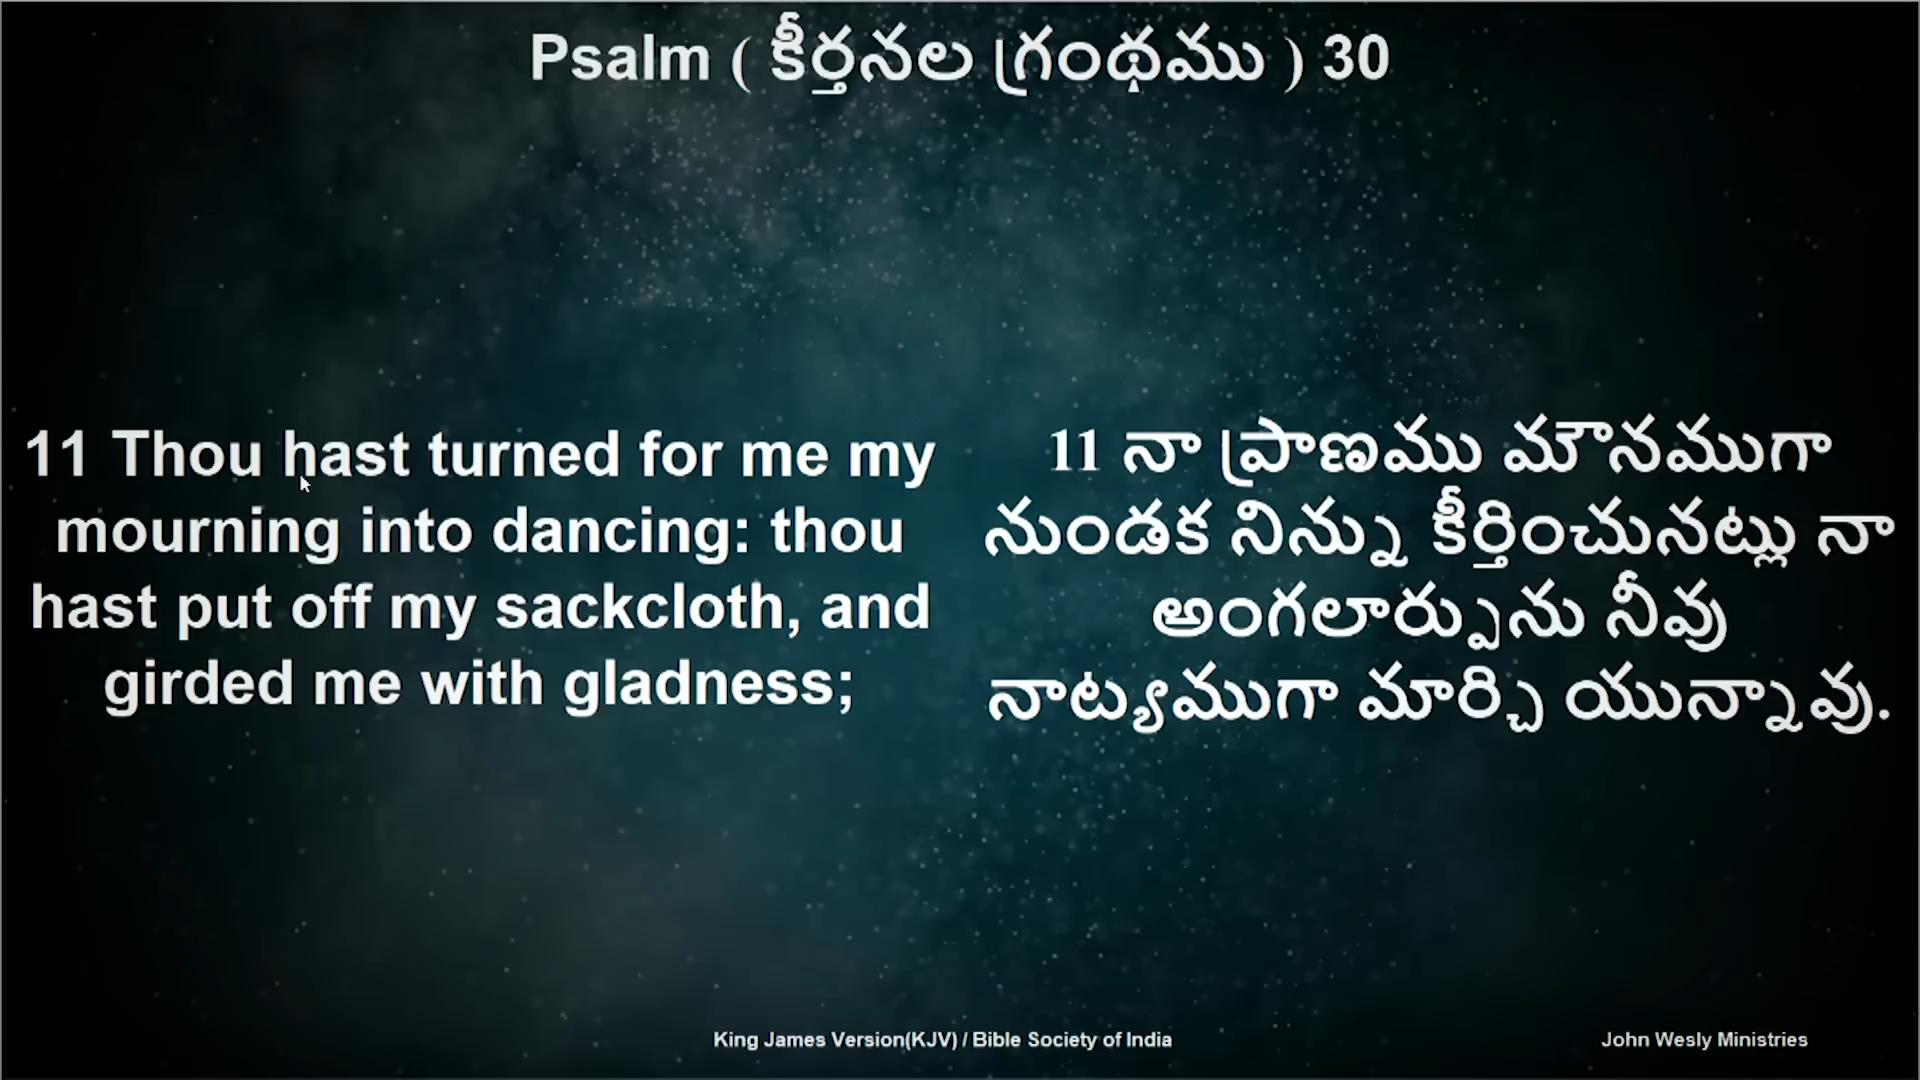 Psalm ( కీర్తనల గ్రంథము ) 30
11 Thou hast turned for me my
mourning into dancing: thou
hast put off my sackcloth, and
girded me with gladness;
11 నా ప్రాణము మౌనముగా
నుండక నిన్ను కీర్తించునట్లు నా
అంగలార్పును నీవు
నాట్యముగా మార్చి యున్నావు.
King James Version(KJV) / Bible Society of India
John Wesly Ministries